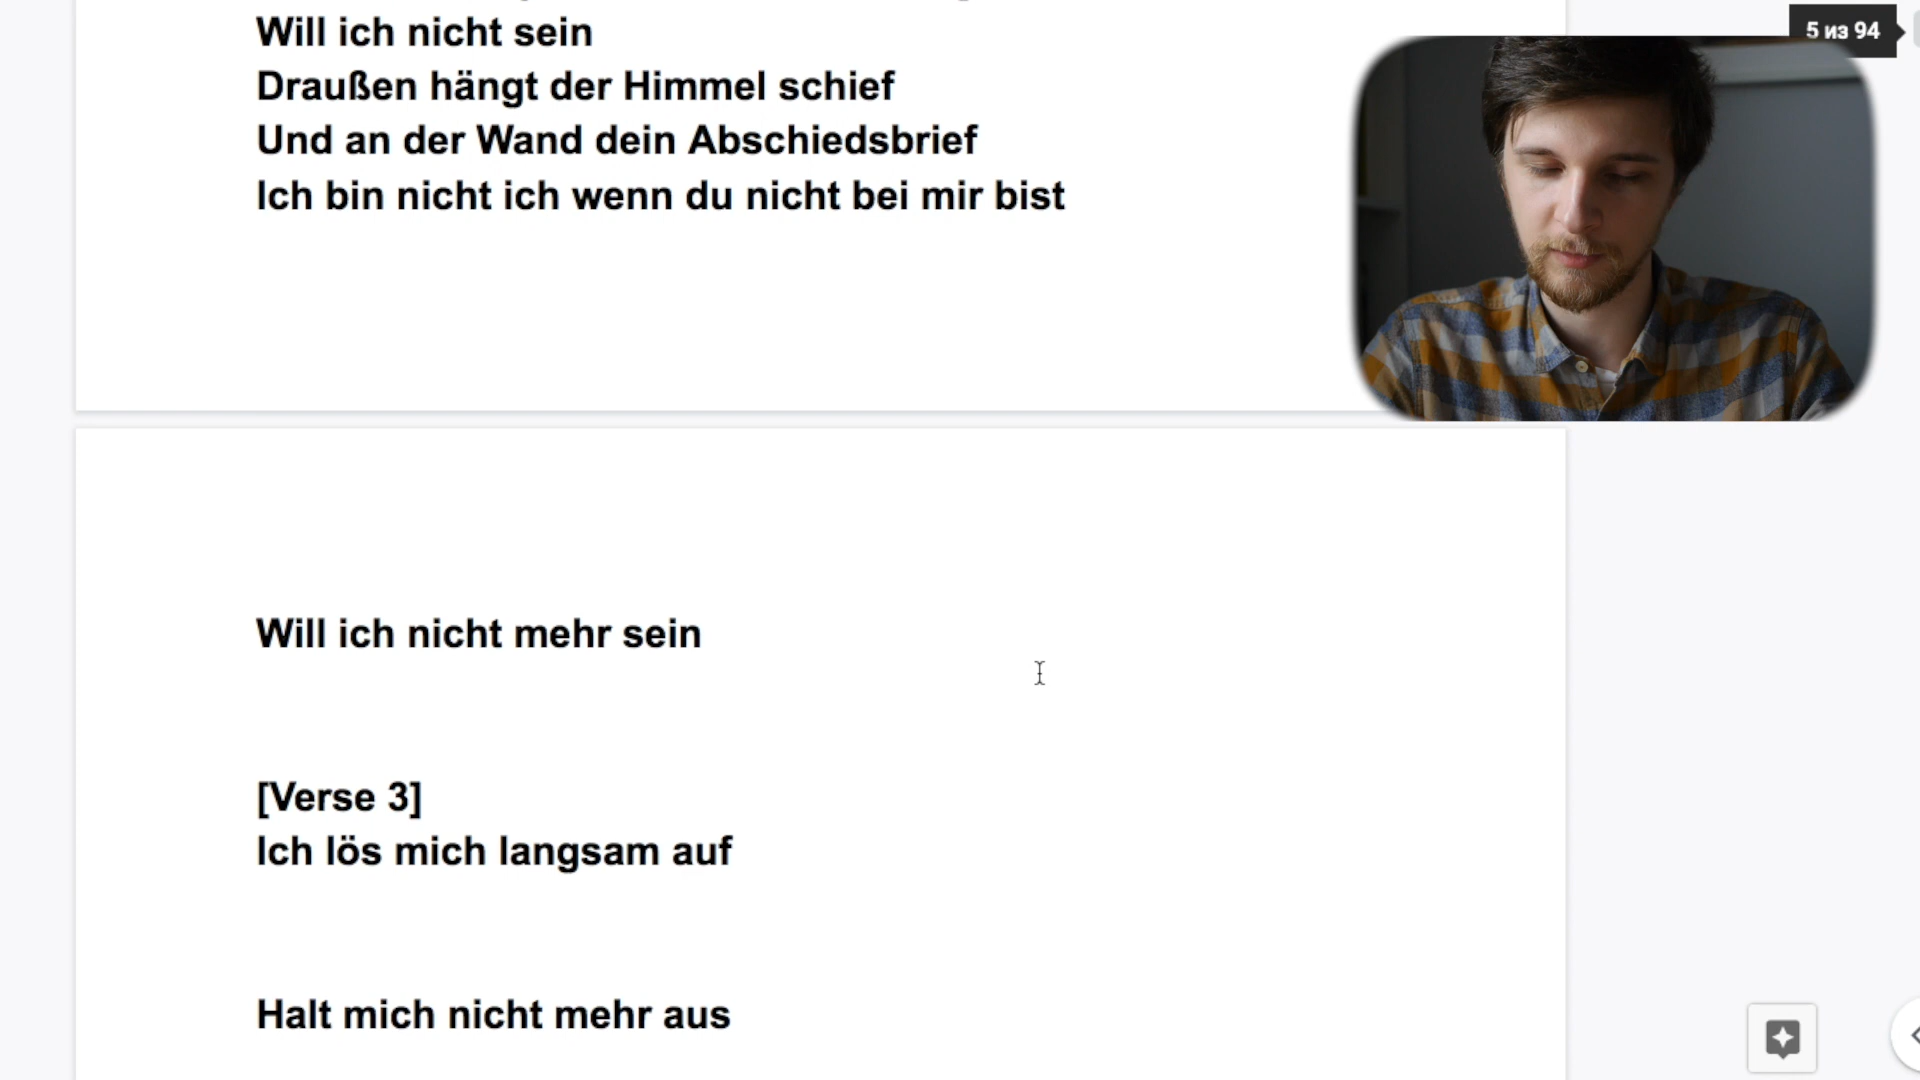 Will ich nicht sein
5 из 94
Draußen hängt der Himmel schief
Und an der Wand dein Abschiedsbrief
Ich bin nicht ich wenn du nicht bei mir bist
Will ich nicht mehr sein
[Verse 3]
Ich lös mich langsam auf
Halt mich nicht mehr aus